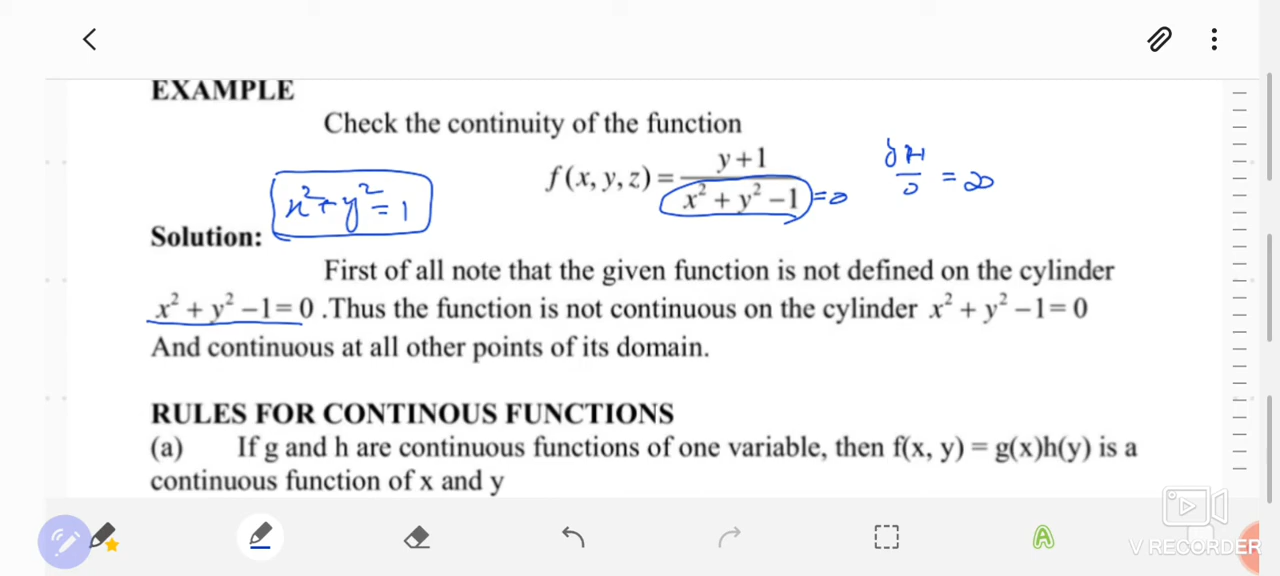 EXAMPLE
Check the continuity of the function
f(x, y, z) = y+1 / x² + y² −1 = 0
y+1 / 0 = ∞
x² + y² = 1
Solution:
First of all note that the given function is not defined on the cylinder
x² + y² −1 = 0 .Thus the function is not continuous on the cylinder x² + y² −1 = 0
And continuous at all other points of its domain.
RULES FOR CONTINOUS FUNCTIONS
(a) If g and h are continuous functions of one variable, then f(x, y) = g(x)h(y) is a
continuous function of x and y
A
V RECORDER